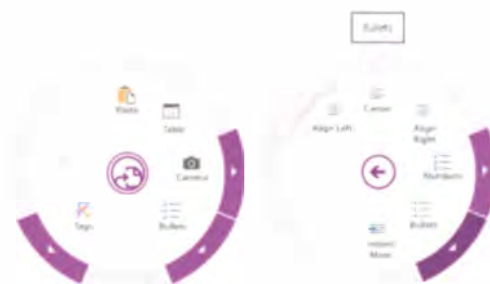 Bullets
Paste
Table
Camera
Tags
Bullets
Align Left
Center
Align
Right
Numbers
Bullets
Indent
More